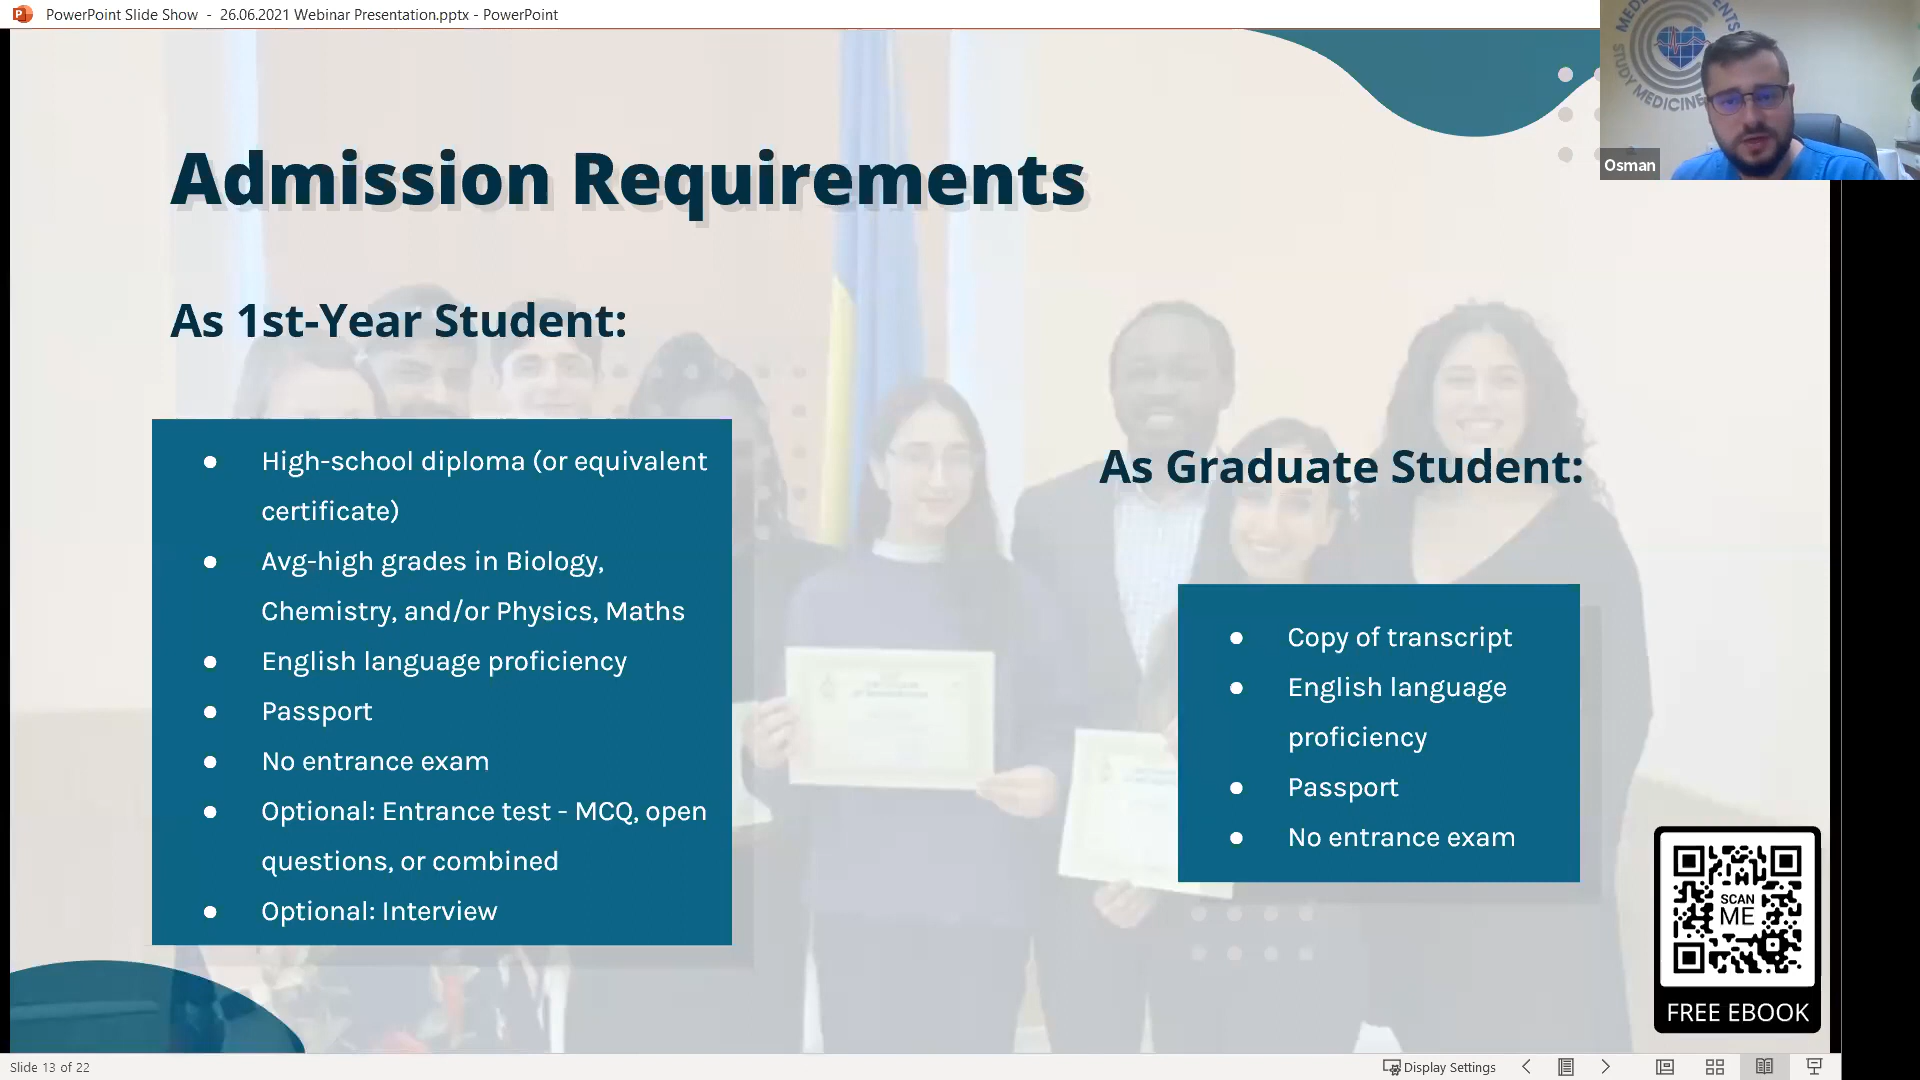 PowerPoint Slide Show - 26.06.2021 Webinar Presentation.pptx - PowerPoint
STUDY MEDICINE
Osman
Admission Requirements
As 1st-Year Student:
● High-school diploma (or equivalent
certificate)
● Avg-high grades in Biology,
Chemistry, and/or Physics, Maths
● English language proficiency
● Passport
● No entrance exam
● Optional: Entrance test - MCQ, open
questions, or combined
● Optional: Interview
As Graduate Student:
● Copy of transcript
● English language
proficiency
● Passport
● No entrance exam
SCAN
ME
FREE EBOOK
Slide 13 of 22
Display Settings